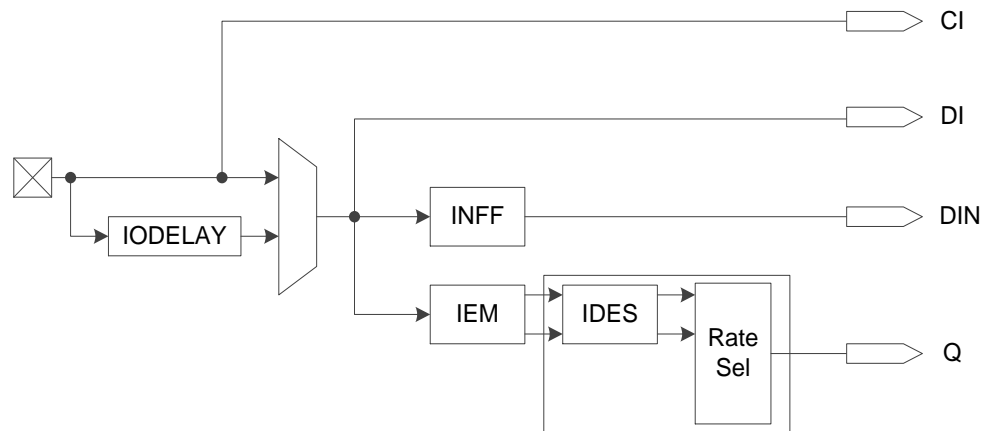 CI
DI
INFF
DIN
IODELAY
IEM
IDES
Rate
Sel
Q